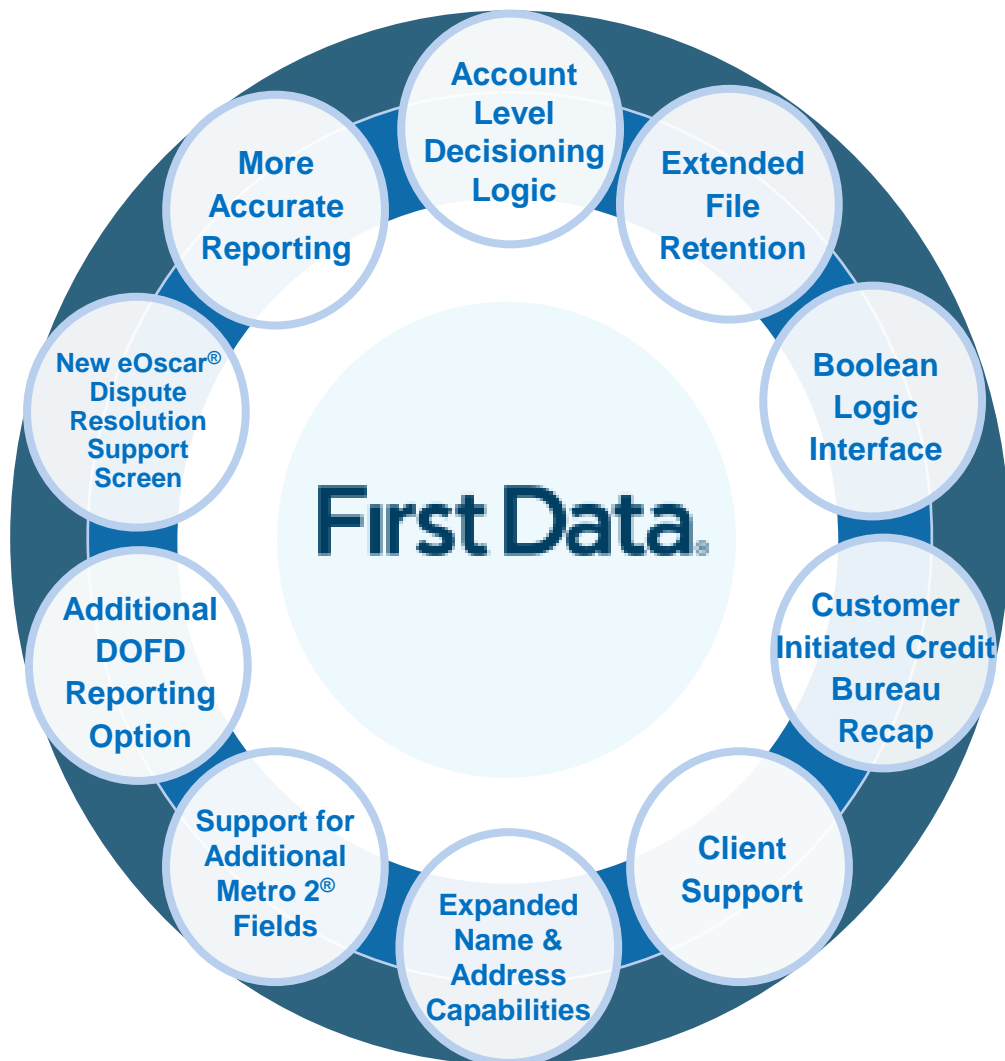 Account
Level
Decisioning
Logic
Extended
File
Retention
Boolean
Logic
Interface
Customer
Initiated Credit
Bureau
Recap
Client
Support
Expanded
Name &
Address
Capabilities
Support for
Additional
Metro 2®
Fields
Additional
DOFD
Reporting
Option
New eOscar®
Dispute
Resolution
Support
Screen
More
Accurate
Reporting
First Data®